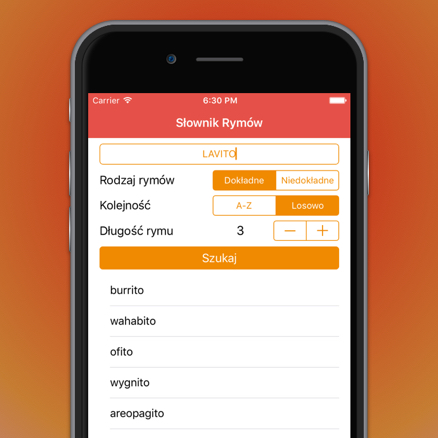 Carrier 6:30 PM
Słownik Rymów
LAVITO
Rodzaj rymów Dokładne Niedokładne
Kolejność A-Z Losowo
Długość rymu 3 — +
Szukaj
burrito
wahabito
ofito
wygnito
areopagito